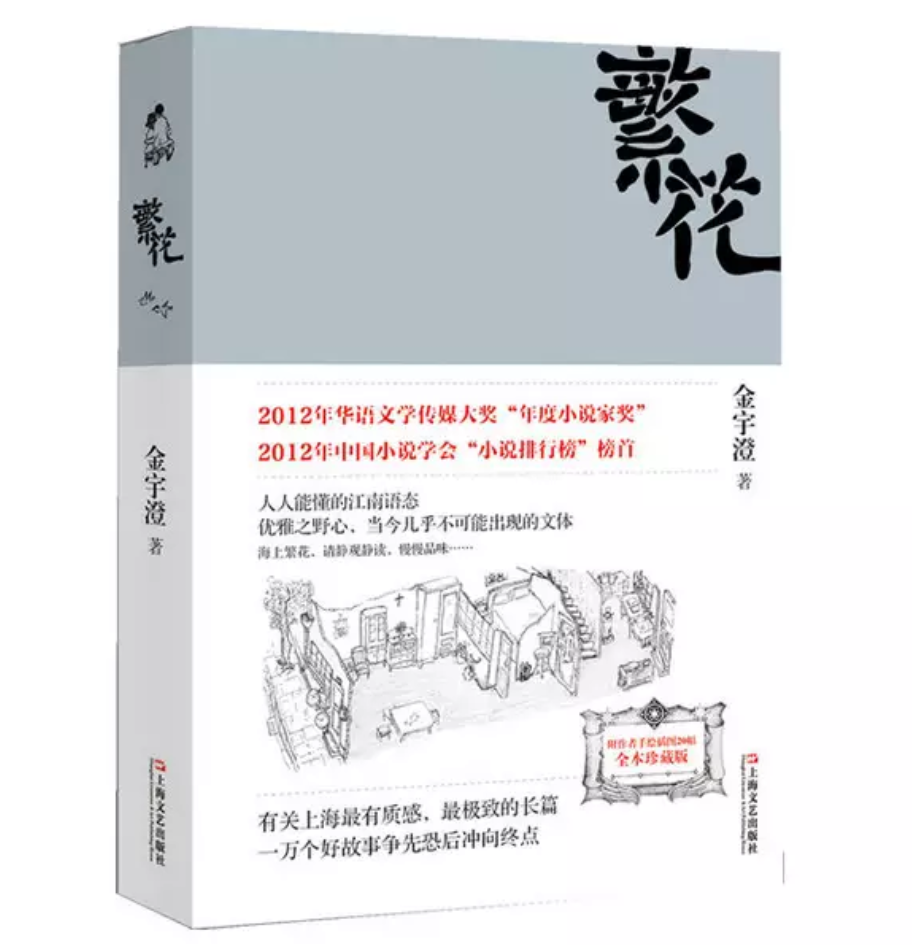 繁花
金宇澄
著
上海文艺出版社
繁花
2012年华语文学传媒大奖“年度小说家奖”
2012年中国小说学会“小说排行榜”榜首
金宇澄
著
人人能懂的江南语态
优雅之野心、当今几乎不可能出现的文体
海上繁花，请静观静读，慢慢品味……
附作者手绘插图20幅
全本珍藏版
有关上海最有质感、最极致的长篇
一万个好故事争先恐后冲向终点
上海文艺出版社